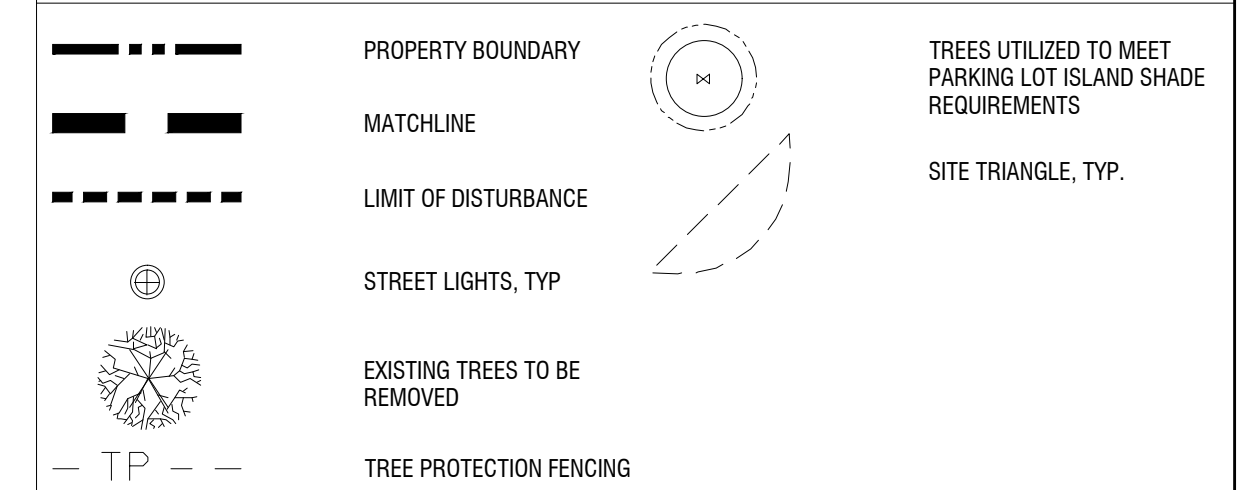 PROPERTY BOUNDARY
MATCHLINE
LIMIT OF DISTURBANCE
STREET LIGHTS, TYP
EXISTING TREES TO BE
REMOVED
TP
TREE PROTECTION FENCING
TREES UTILIZED TO MEET
PARKING LOT ISLAND SHADE
REQUIREMENTS
SITE TRIANGLE, TYP.